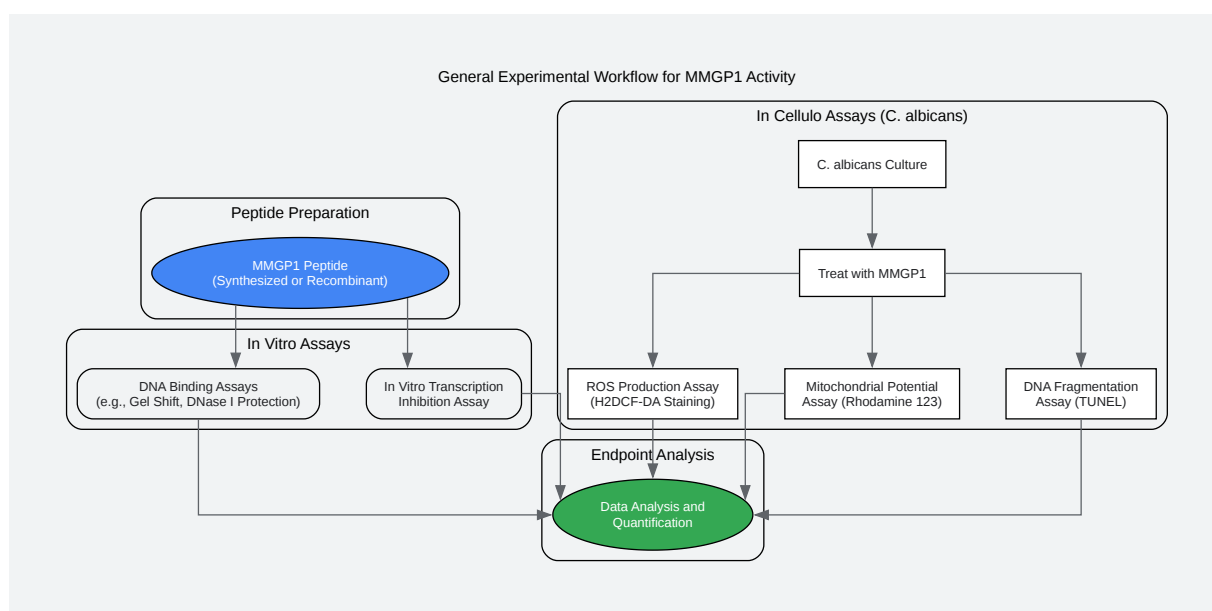 General Experimental Workflow for MMGP1 Activity
In Cellulo Assays (C. albicans)
C. albicans Culture
Peptide Preparation
MMGP1 Peptide
(Synthesized or Recombinant)
Treat with MMGP1
In Vitro Assays
DNA Binding Assays
(e.g., Gel Shift, DNase I Protection)
In Vitro Transcription
Inhibition Assay
ROS Production Assay
(H2DCF-DA Staining)
Mitochondrial Potential
Assay (Rhodamine 123)
DNA Fragmentation
Assay (TUNEL)
Endpoint Analysis
Data Analysis and
Quantification